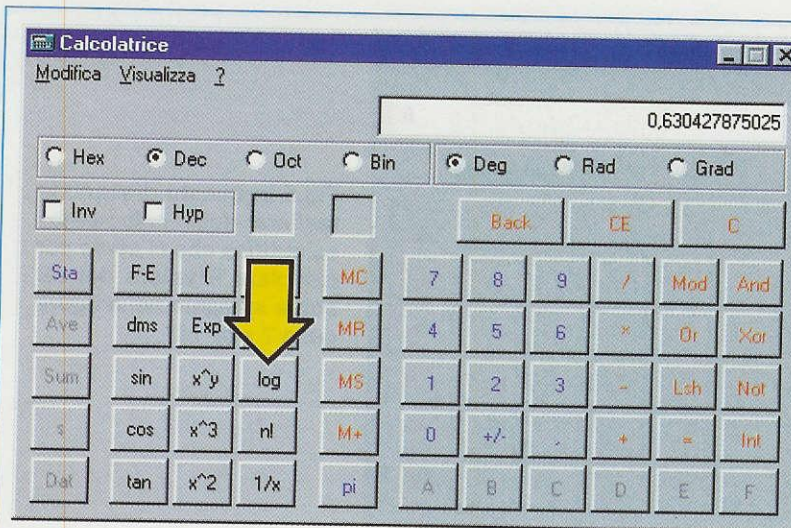 Calcolatrice
Modifica Visualizza ?
0,630427875025
Hex Dec Oct Bin Deg Rad Grad
Inv Hyp Back CE C
Sta F-E ( MC 7 8 9 / Mod And
Ave dms Exp MR 4 5 6 * Or Xor
Sum sin x^y log MS 1 2 3 - Lsh Not
s cos x^3 n! M+ 0 +/- , + = Int
Dat tan x^2 1/x pi A B C D E F